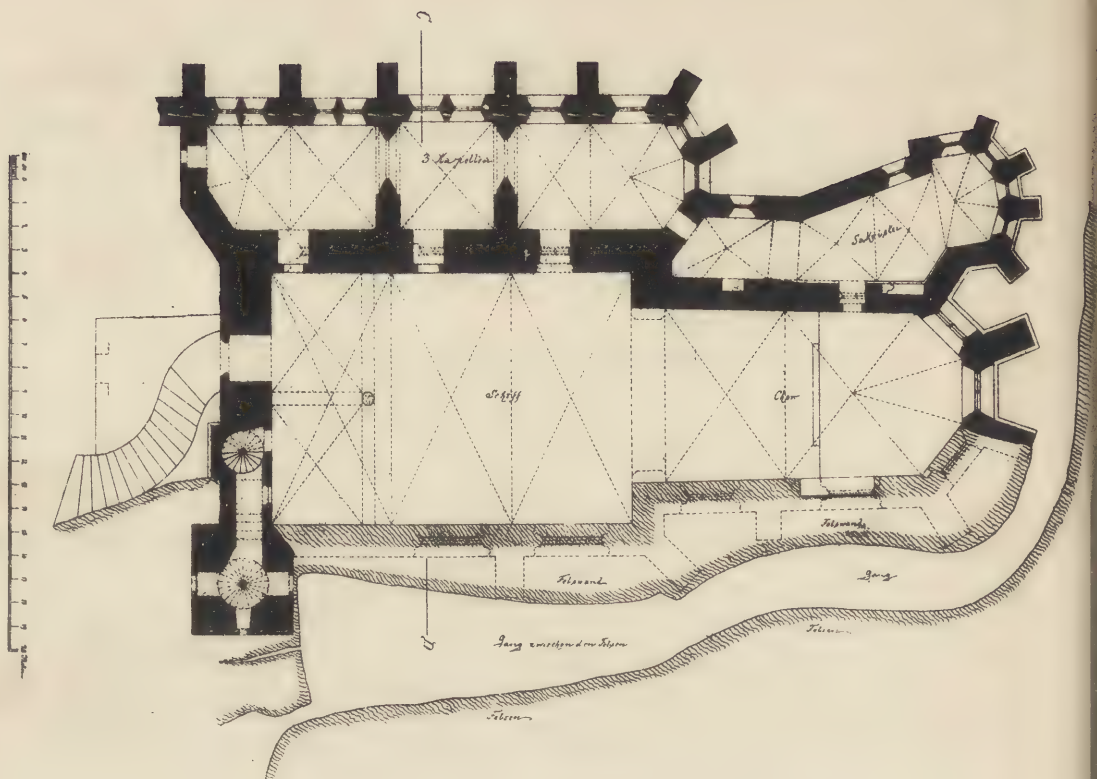 C
3 Kapellen
Sakristei
Schiff
Chor
Felswand
Felswand
Gang
D
Gang zwischen den Felsen
Felsen
Felsen